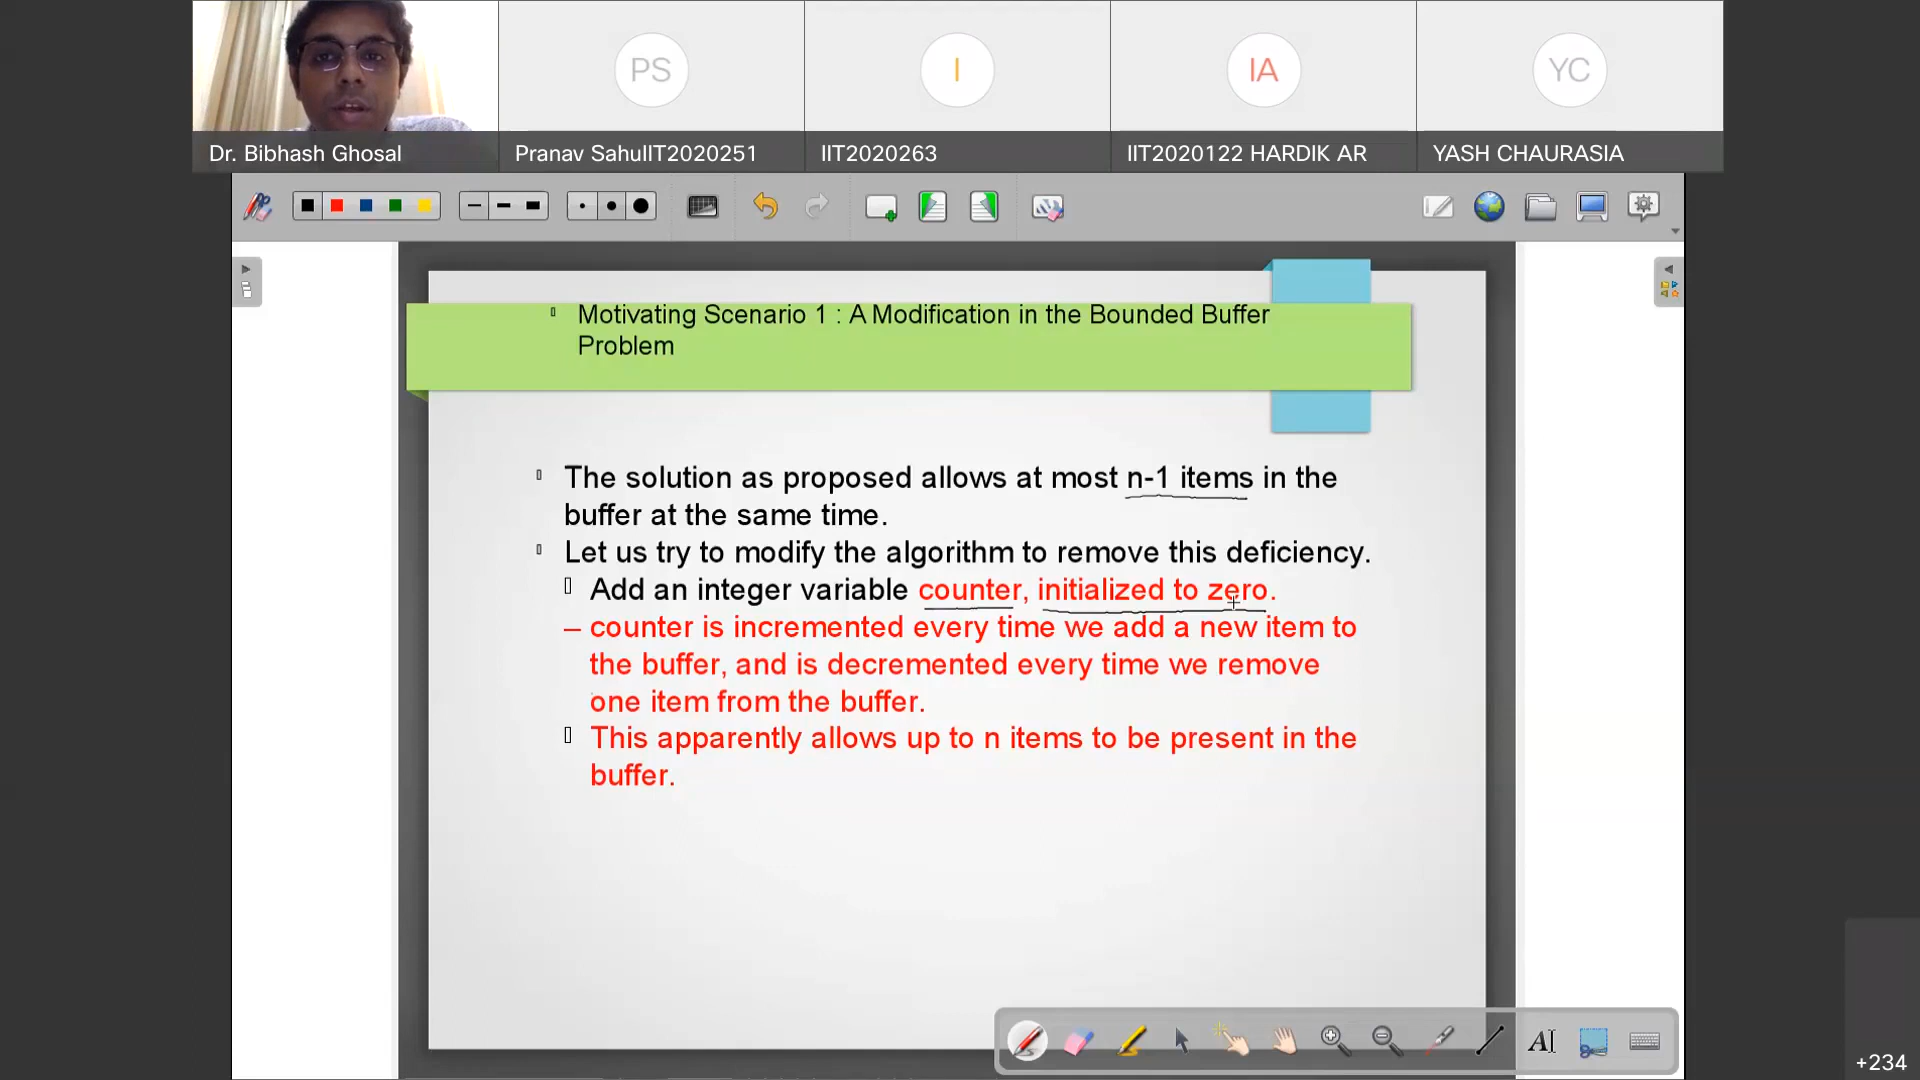 PS
I
IA
YC
Dr. Bibhash Ghosal
Pranav SahuIIT2020251
IIT2020263
IIT2020122 HARDIK AR
YASH CHAURASIA
Motivating Scenario 1 : A Modification in the Bounded Buffer
Problem
The solution as proposed allows at most n-1 items in the
buffer at the same time.
Let us try to modify the algorithm to remove this deficiency.
Add an integer variable counter, initialized to zero.
– counter is incremented every time we add a new item to
the buffer, and is decremented every time we remove
one item from the buffer.
This apparently allows up to n items to be present in the
buffer.
AI
+234